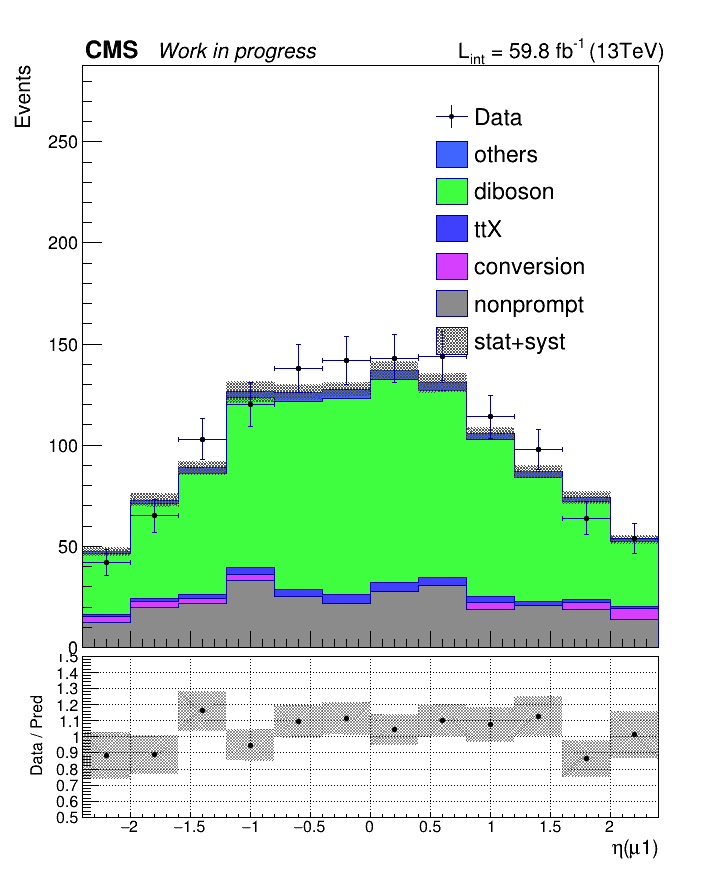 CMS Work in progress L_int = 59.8 fb^-1 (13TeV)
Events
250
200
150
100
50
0
Data
others
diboson
ttX
conversion
nonprompt
stat+syst
Data / Pred
1.5
1.4
1.3
1.2
1.1
1
0.9
0.8
0.7
0.6
0.5
−2 −1.5 −1 −0.5 0 0.5 1 1.5 2
η(μ1)